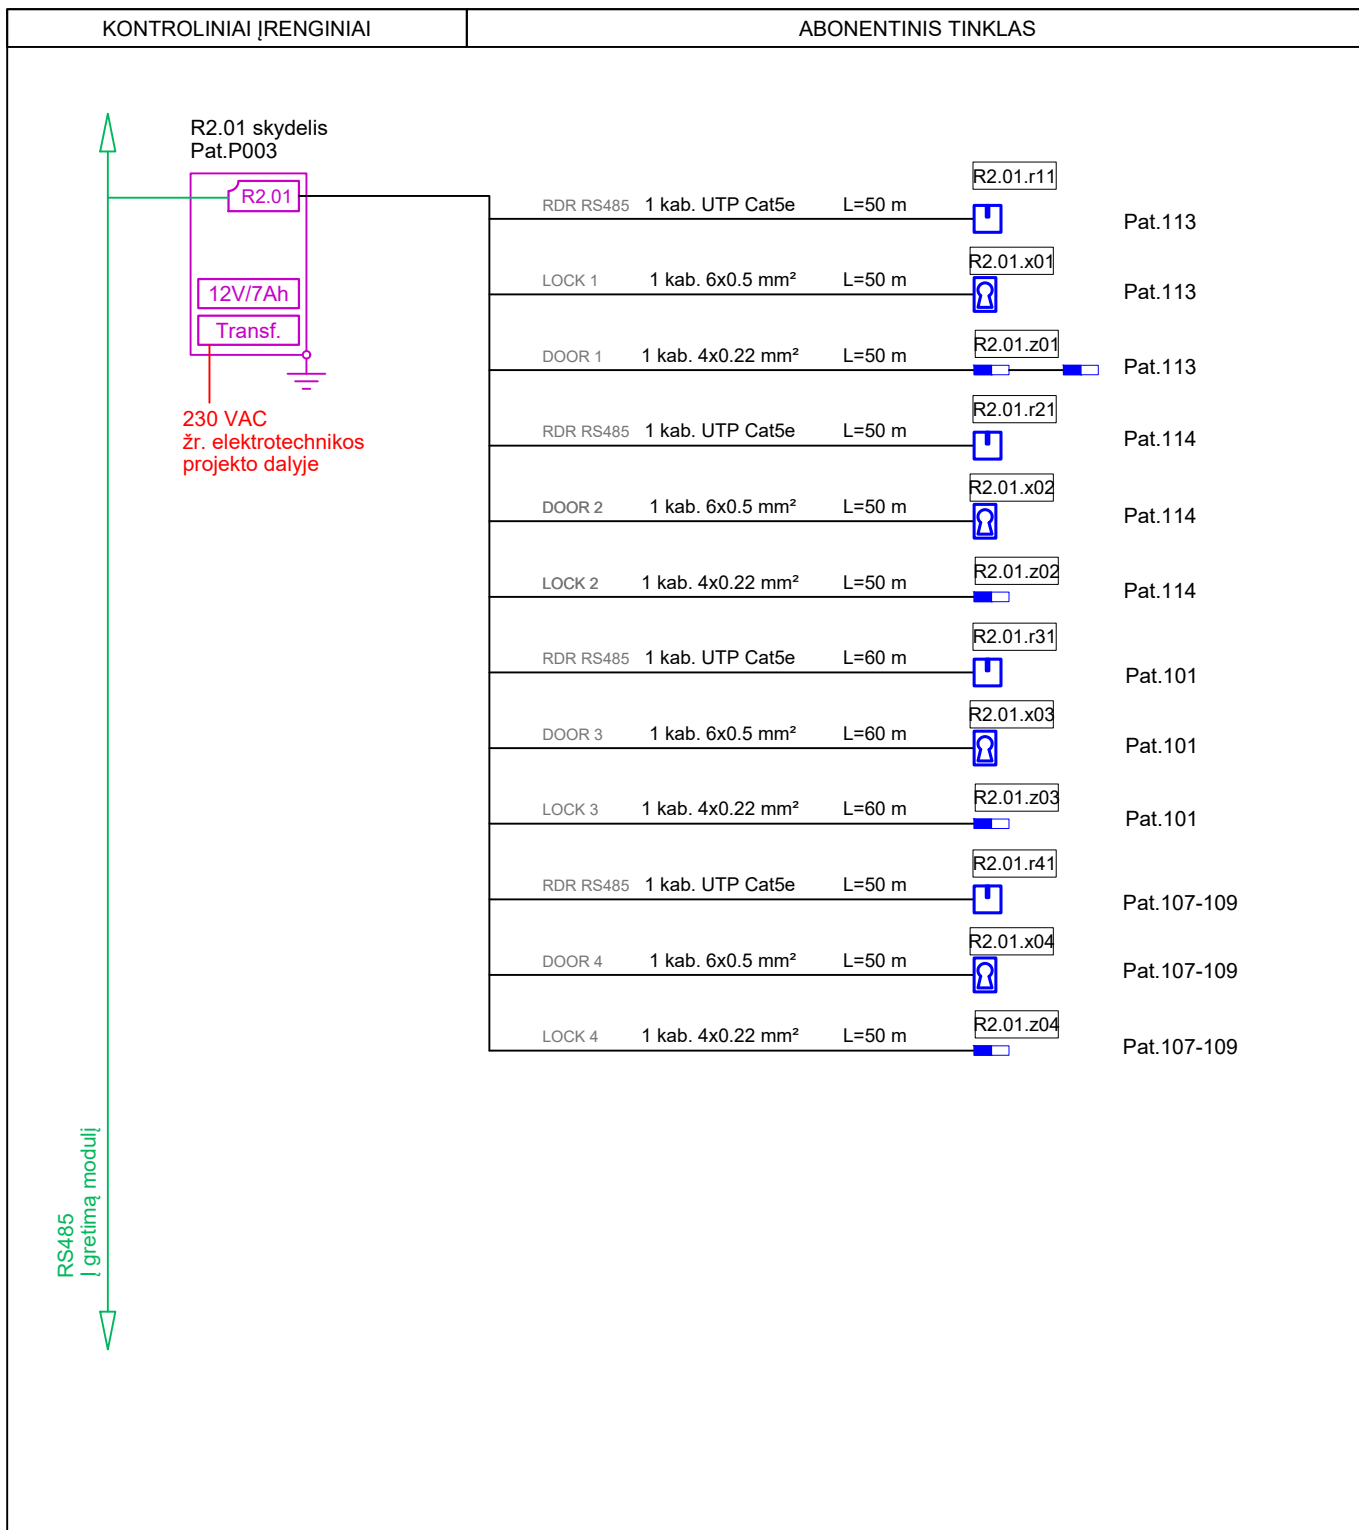 KONTROLINIAI ĮRENGINIAI
ABONENTINIS TINKLAS
R2.01 skydelis
Pat.P003
R2.01
12V/7Ah
Transf.
230 VAC
žr. elektrotechnikos
projekto dalyje
RDR RS485 1 kab. UTP Cat5e L=50 m R2.01.r11 Pat.113
LOCK 1 1 kab. 6x0.5 mm² L=50 m R2.01.x01 Pat.113
DOOR 1 1 kab. 4x0.22 mm² L=50 m R2.01.z01 Pat.113
RDR RS485 1 kab. UTP Cat5e L=50 m R2.01.r21 Pat.114
DOOR 2 1 kab. 6x0.5 mm² L=50 m R2.01.x02 Pat.114
LOCK 2 1 kab. 4x0.22 mm² L=50 m R2.01.z02 Pat.114
RDR RS485 1 kab. UTP Cat5e L=60 m R2.01.r31 Pat.101
DOOR 3 1 kab. 6x0.5 mm² L=60 m R2.01.x03 Pat.101
LOCK 3 1 kab. 4x0.22 mm² L=60 m R2.01.z03 Pat.101
RDR RS485 1 kab. UTP Cat5e L=50 m R2.01.r41 Pat.107-109
DOOR 4 1 kab. 6x0.5 mm² L=50 m R2.01.x04 Pat.107-109
LOCK 4 1 kab. 4x0.22 mm² L=50 m R2.01.z04 Pat.107-109
RS485
Į gretimą modulį